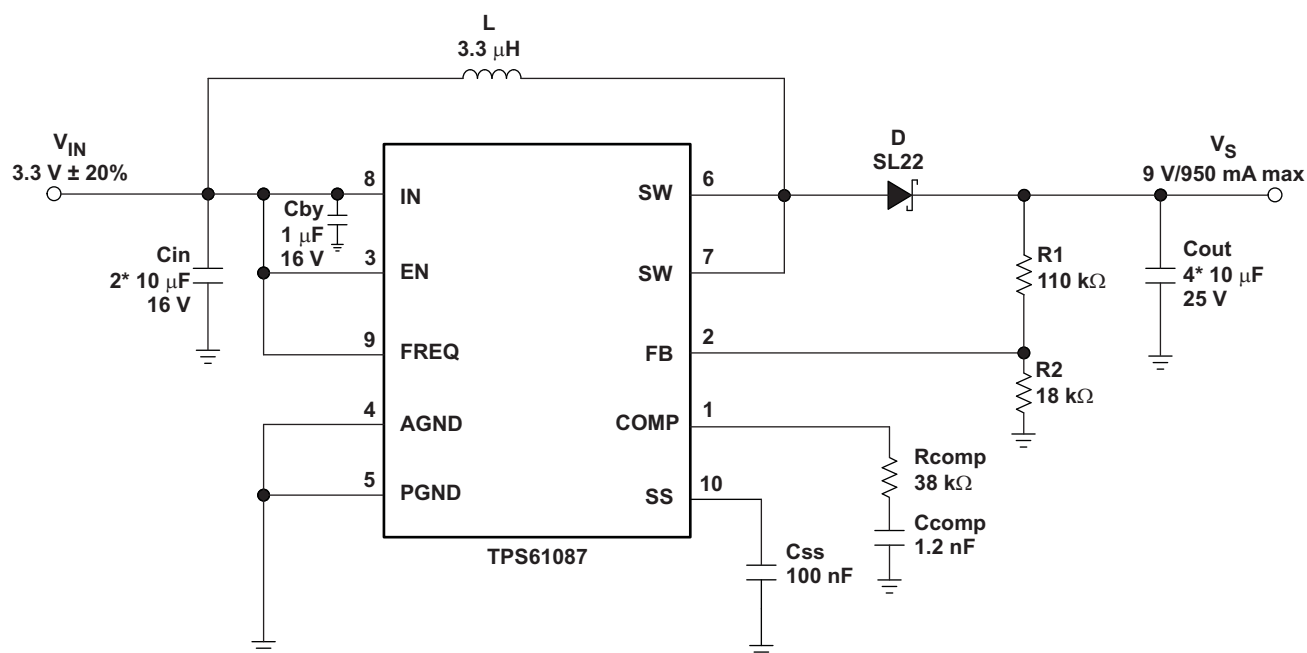 L
3.3 μH
VIN
3.3 V ± 20%
D
SL22
VS
9 V/950 mA max
8
IN
SW
6
Cby
1 μF
16 V
Cin
2* 10 μF
16 V
3
EN
SW
7
R1
110 kΩ
Cout
4* 10 μF
25 V
9
FREQ
FB
2
R2
18 kΩ
4
AGND
COMP
1
Rcomp
38 kΩ
5
PGND
SS
10
Ccomp
1.2 nF
TPS61087
Css
100 nF